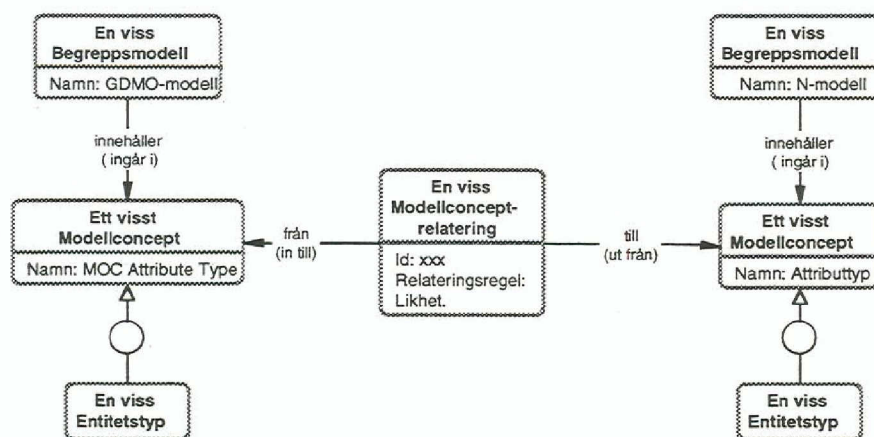 En viss
Begreppsmodell
Namn: GDMO-modell
innehåller
( ingår i)
Ett visst
Modellconcept
Namn: MOC Attribute Type
En viss
Entitetstyp
från
(in till)
En viss
Modellconcept-
relatering
Id: xxx
Relateringsregel:
Likhet.
till
(ut från)
En viss
Begreppsmodell
Namn: N-modell
innehåller
( ingår i)
Ett visst
Modellconcept
Namn: Attributtyp
En viss
Entitetstyp